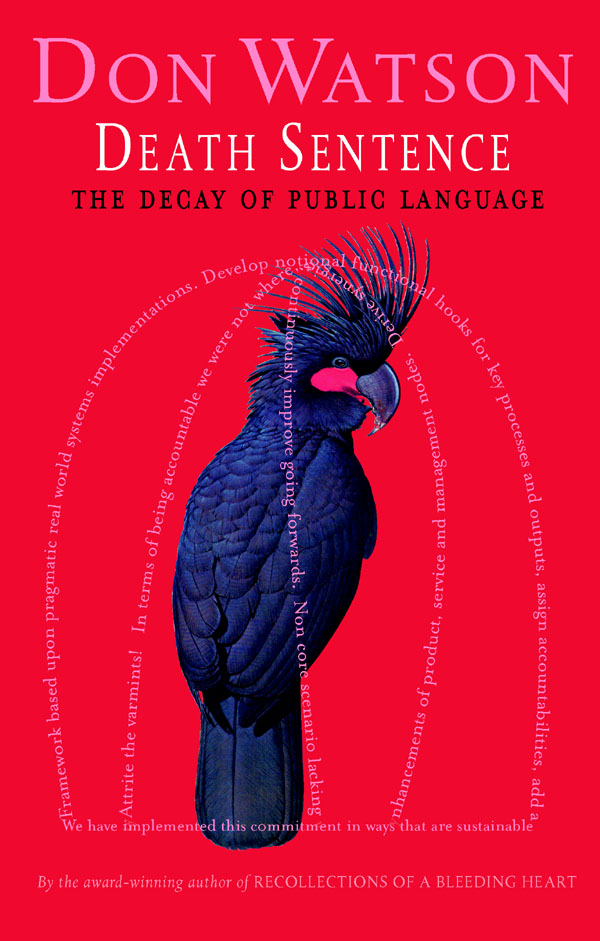 DON WATSON
DEATH SENTENCE
THE DECAY OF PUBLIC LANGUAGE
Framework based upon pragmatic real world systems implementations. Develop notional functional hooks for key processes and outputs, assign accountabilities, add a
Attrite the varmints! In terms of being accountable we were not where
continuously improve going forwards. Non core scenario lacking
Derive synergistic
enhancements of product, service and management nodes.
We have implemented this commitment in ways that are sustainable
By the award-winning author of RECOLLECTIONS OF A BLEEDING HEART